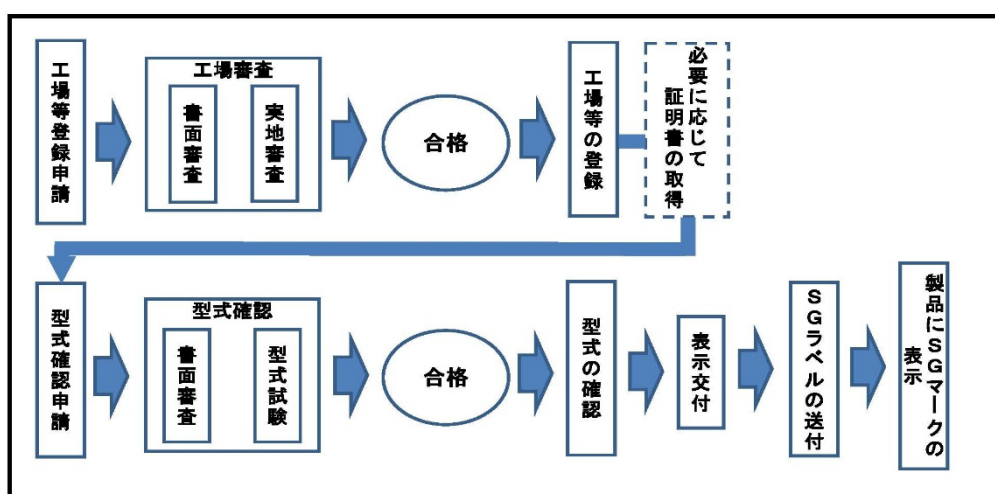 工場等登録申請
工場審査
書面審査
実地審査
合格
工場等の登録
必要に応じて
証明書の取得
型式確認申請
型式確認
書面審査
型式試験
合格
型式の確認
表示交付
ＳＧラベルの送付
製品にＳＧマークの
表示